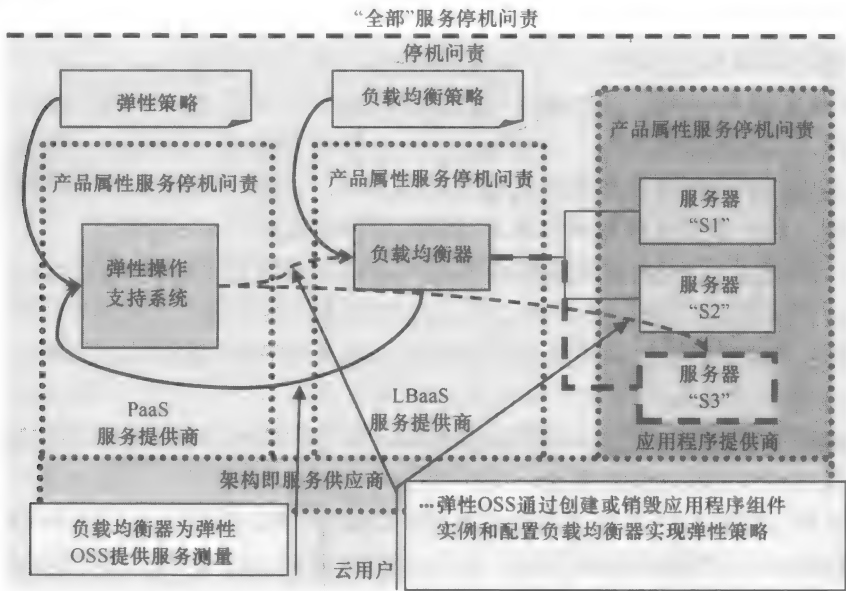 “全部”服务停机问责
停机问责
弹性策略
负载均衡策略
产品属性服务停机问责
产品属性服务停机问责
产品属性服务停机问责
弹性操作
支持系统
负载均衡器
服务器
“S1”
服务器
“S2”
服务器
“S3”
PaaS
服务提供商
LBaaS
服务提供商
应用程序提供商
架构即服务供应商
负载均衡器为弹性
OSS提供服务测量
云用户
…弹性OSS通过创建或销毁应用程序组件
实例和配置负载均衡器实现弹性策略